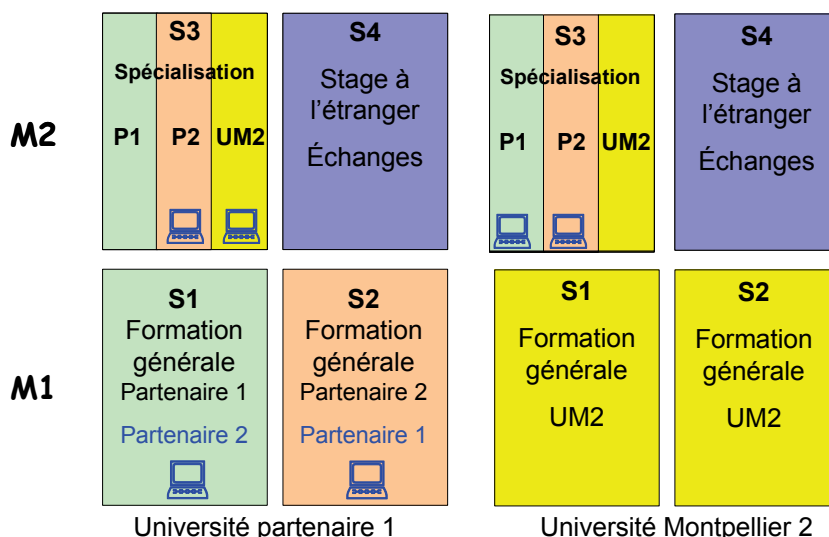 S3
Spécialisation
P1 P2 UM2
S4
Stage à
l’étranger
Échanges
S3
Spécialisation
P1 P2 UM2
S4
Stage à
l’étranger
Échanges
M2
S1
Formation
générale
Partenaire 1
Partenaire 2
S2
Formation
générale
Partenaire 2
Partenaire 1
S1
Formation
générale
UM2
S2
Formation
générale
UM2
M1
Université partenaire 1
Université Montpellier 2